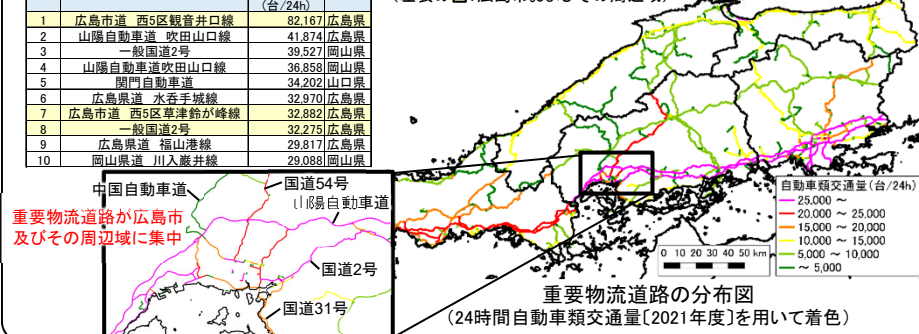 (台/24h)
1 広島市道 西5区観音井口線 82,167 広島県
2 山陽自動車道 吹田山口線 41,874 広島県
3 一般国道2号 39,527 岡山県
4 山陽自動車道吹田山口線 36,858 岡山県
5 関門自動車道 34,202 山口県
6 広島県道 水呑手城線 32,970 広島県
7 広島市道 西5区草津鈴が峰線 32,882 広島県
8 一般国道2号 32,275 広島県
9 広島県道 福山港線 29,817 広島県
10 岡山県道 川入巌井線 29,088 岡山県
中国自動車道
国道54号
山陽自動車道
重要物流道路が広島市
及びその周辺域に集中
国道2号
国道31号
自動車類交通量(台/24h)
25,000 ～
20,000 ～ 25,000
15,000 ～ 20,000
10,000 ～ 15,000
5,000 ～ 10,000
～ 5,000
0 10 20 30 40 50 km
重要物流道路の分布図
(24時間自動車類交通量[2021年度]を用いて着色)